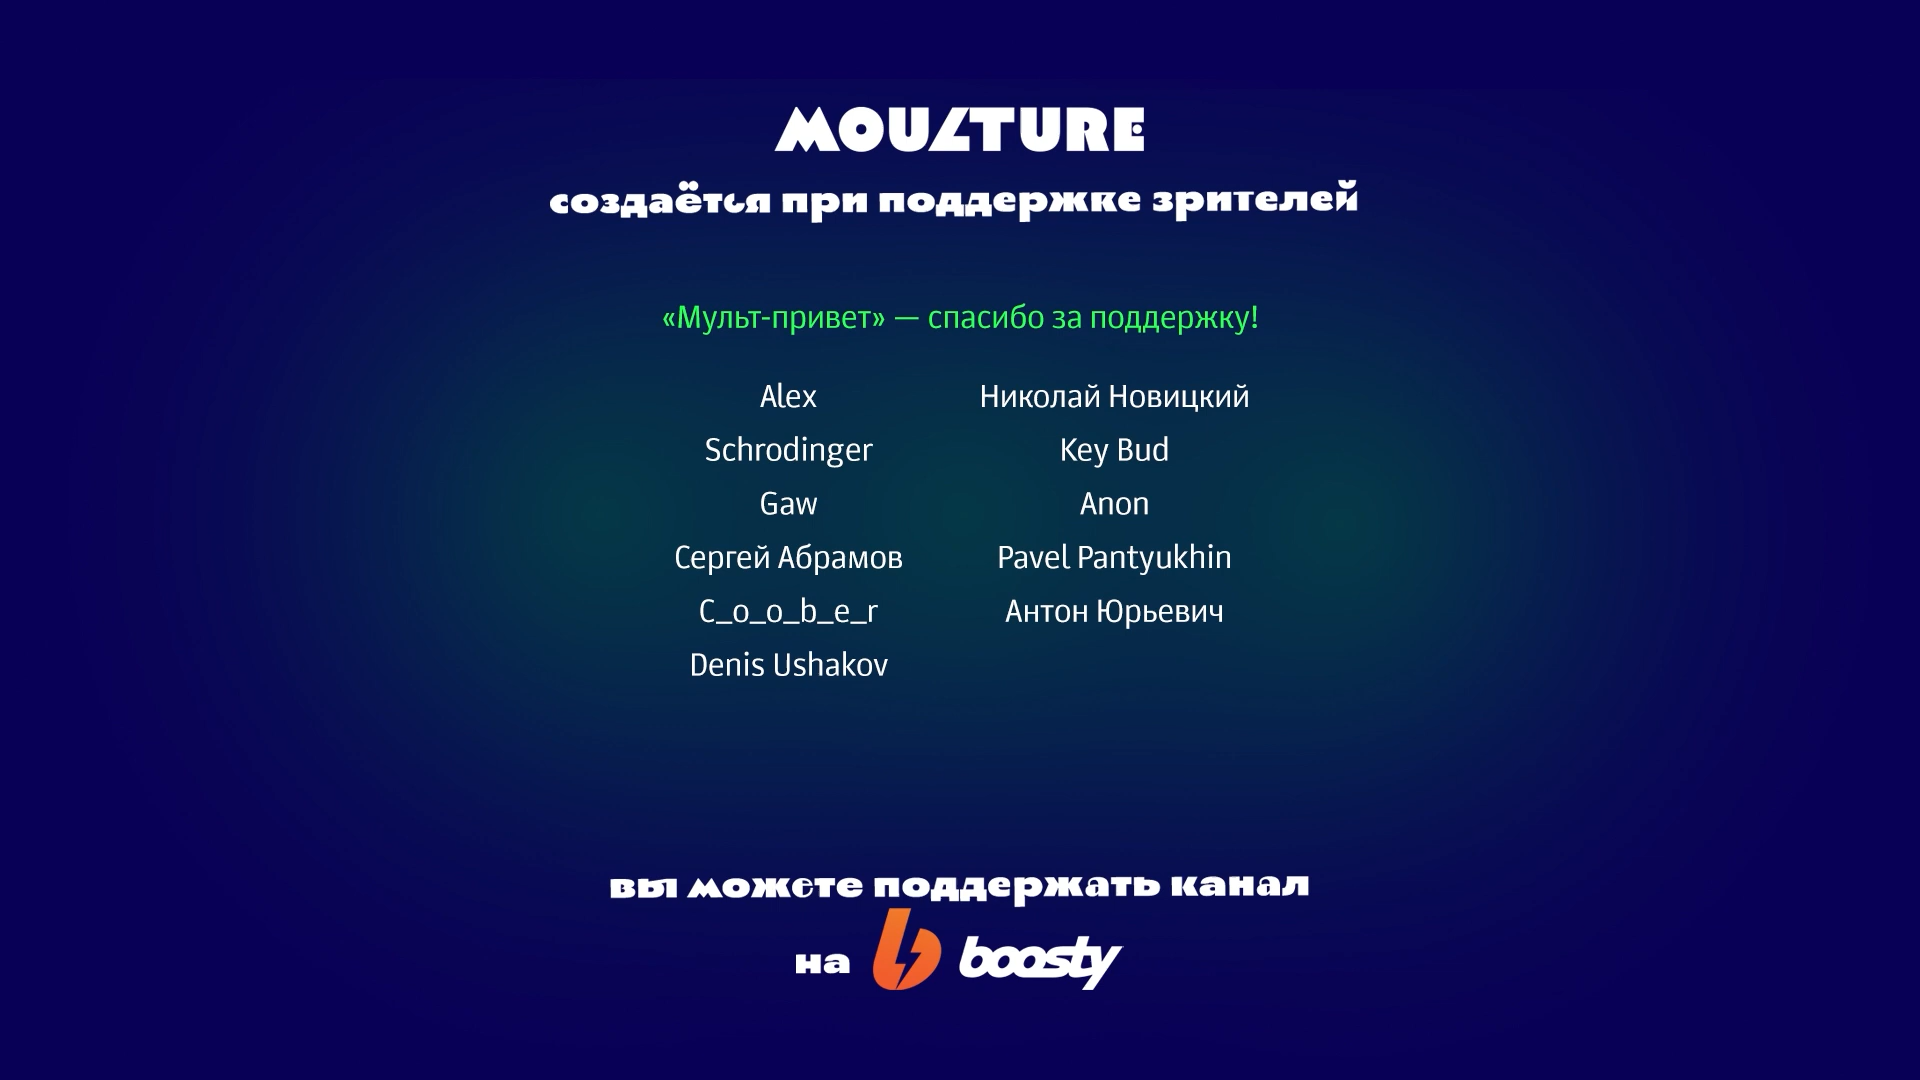 MOULTURE
создаётся при поддержке зрителей
«Мульт-привет» — спасибо за поддержку!
Alex
Schrodinger
Gaw
Сергей Абрамов
C_o_o_b_e_r
Denis Ushakov
Николай Новицкий
Key Bud
Anon
Pavel Pantyukhin
Антон Юрьевич
вы можете поддержать канал
на boosty